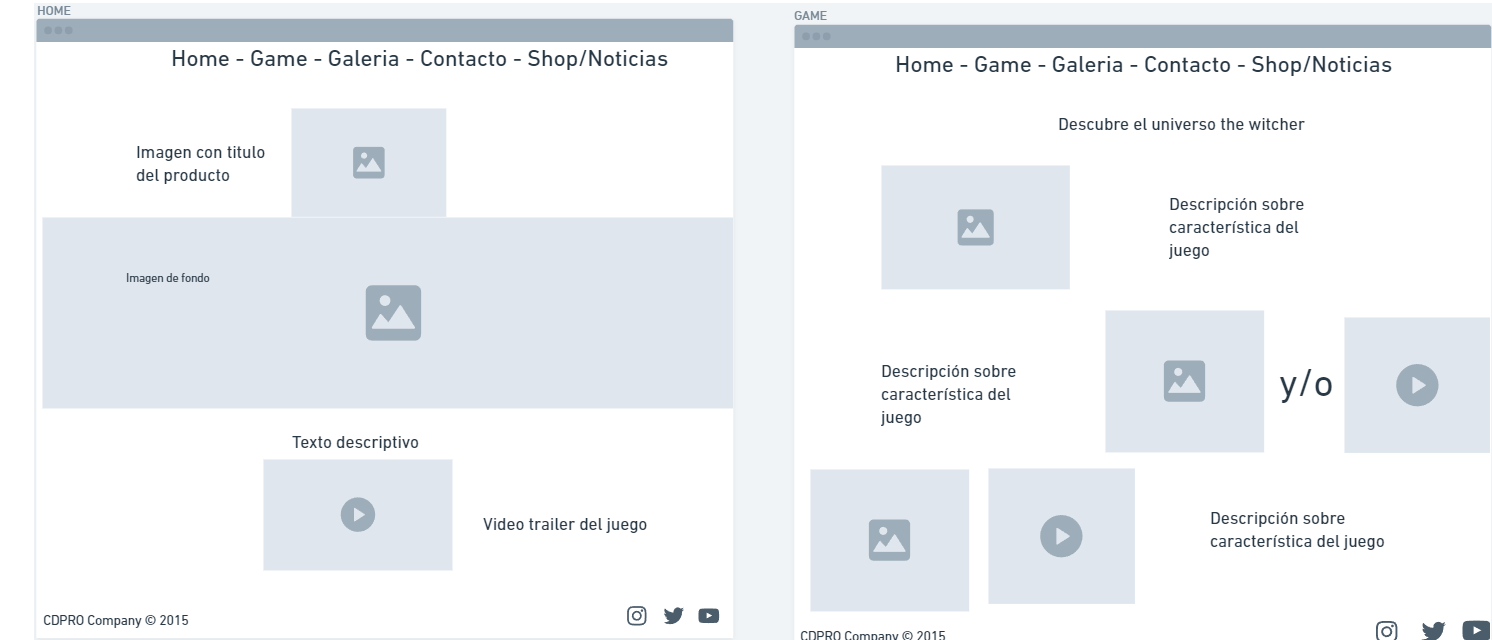 HOME
Home - Game - Galeria - Contacto - Shop/Noticias
Imagen con titulo
del producto
Imagen de fondo
Texto descriptivo
Video trailer del juego
CDPRO Company © 2015
GAME
Home - Game - Galeria - Contacto - Shop/Noticias
Descubre el universo the witcher
Descripción sobre
característica del
juego
Descripción sobre
característica del
juego
y/o
Descripción sobre
característica del juego
CDPRO Company © 2015